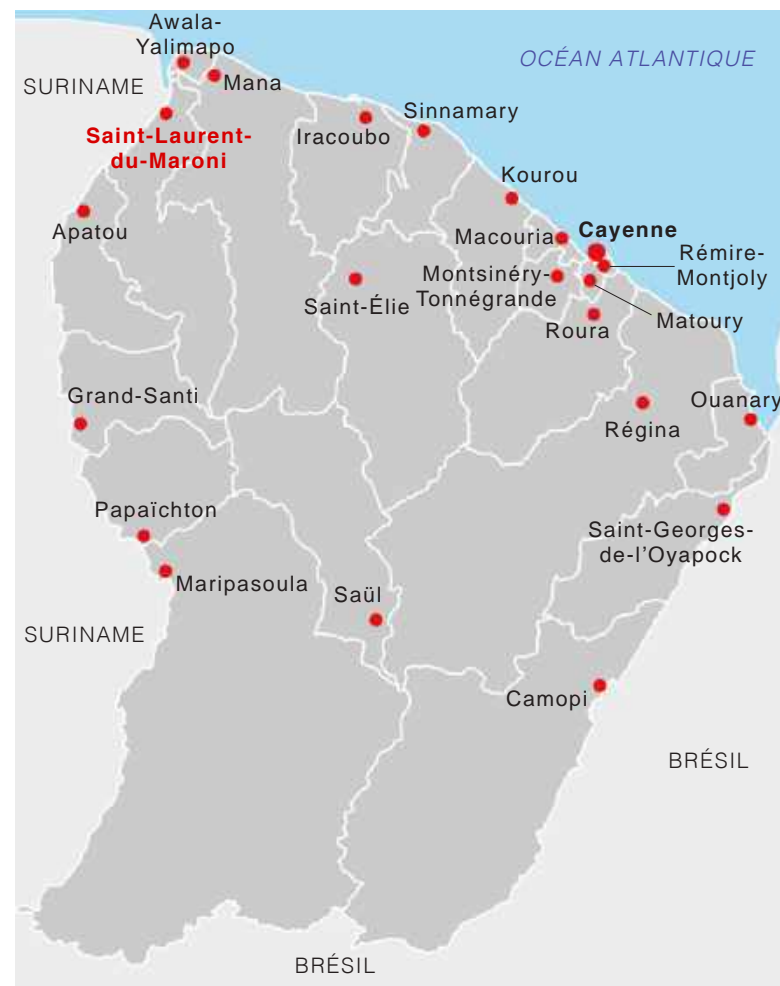 Awala-
Yalimapo
OCÉAN ATLANTIQUE
SURINAME
Mana
Sinnamary
Iracoubo
Saint-Laurent-
du-Maroni
Kourou
Apatou
Macouria
Cayenne
Rémire-
Montjoly
Montsinéry-
Tonnégrande
Saint-Élie
Matoury
Roura
Grand-Santi
Ouanary
Régina
Papaïchton
Saint-Georges-
de-l'Oyapock
Maripasoula
Saül
SURINAME
Camopi
BRÉSIL
BRÉSIL